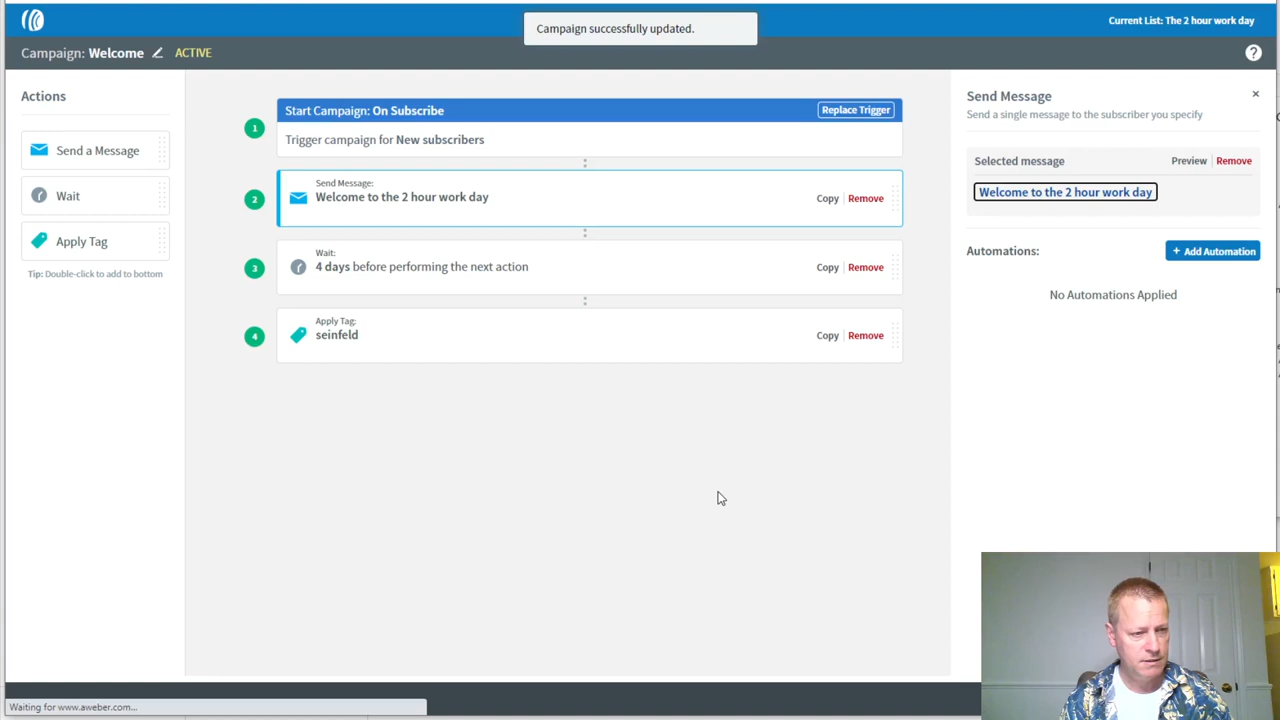 Campaign successfully updated.
Current List: The 2 hour work day
Campaign: Welcome ACTIVE
?
Actions
Send a Message
Wait
Apply Tag
Tip: Double-click to add to bottom
1
Start Campaign: On Subscribe
Replace Trigger
Trigger campaign for New subscribers
2
Send Message:
Welcome to the 2 hour work day
Copy Remove
3
Wait:
4 days before performing the next action
Copy Remove
4
Apply Tag:
seinfeld
Copy Remove
Send Message
×
Send a single message to the subscriber you specify
Selected message
Preview Remove
Welcome to the 2 hour work day
Automations:
+ Add Automation
No Automations Applied
Waiting for www.aweber.com...